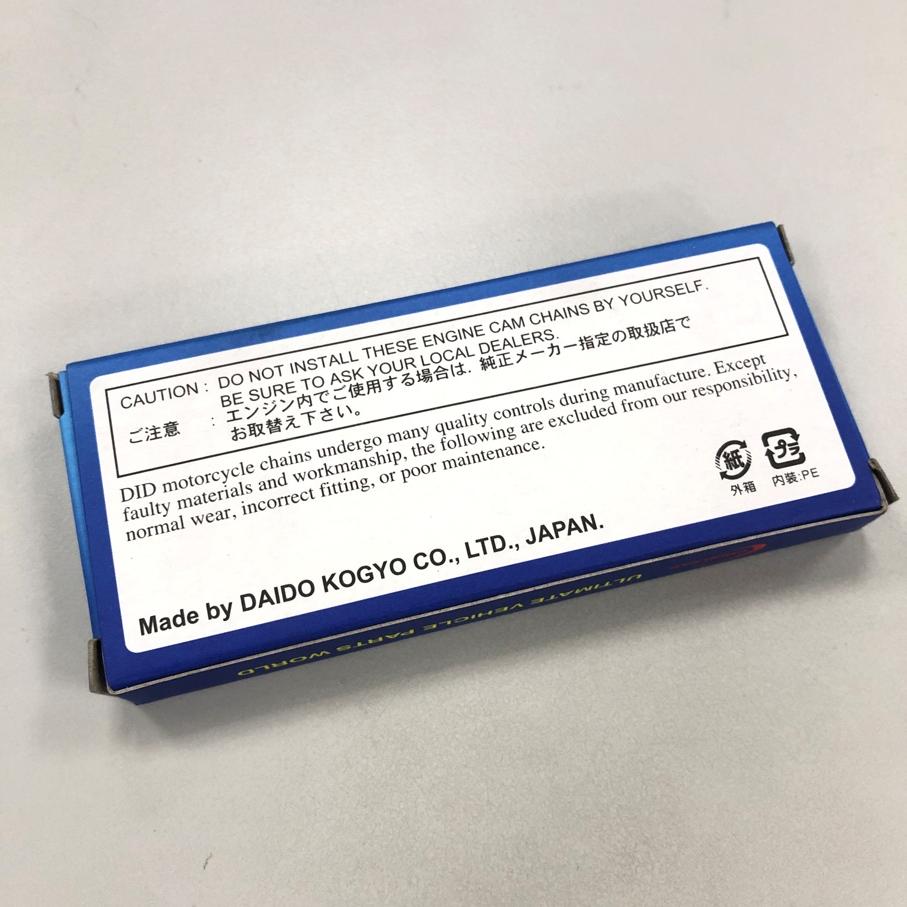 CAUTION : DO NOT INSTALL THESE ENGINE CAM CHAINS BY YOURSELF.
BE SURE TO ASK YOUR LOCAL DEALERS.
ご注意 : エンジン内でご使用する場合は、純正メーカー指定の取扱店で
お取替え下さい。
DID motorcycle chains undergo many quality controls during manufacture. Except
faulty materials and workmanship, the following are excluded from our responsibility,
normal wear, incorrect fitting, or poor maintenance.
紙 プラ
外箱 内装:PE
Made by DAIDO KOGYO CO., LTD., JAPAN.
ULTIMATE VEHICLE PARTS WORLD